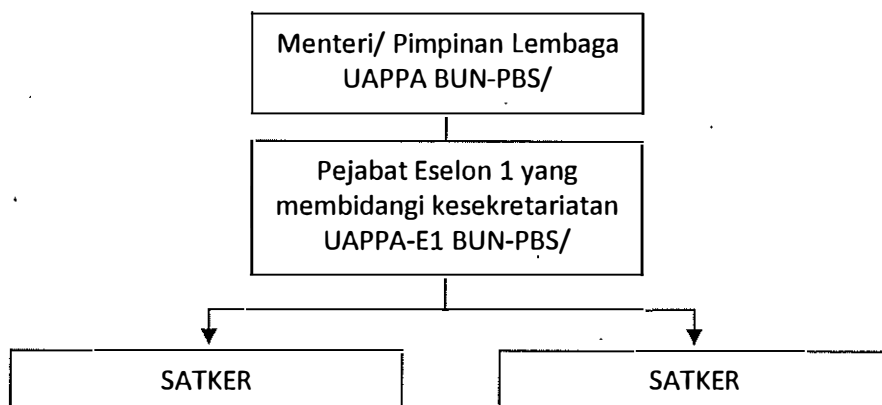 Menteri/ Pimpinan Lembaga
UAPPA BUN-PBS/
Pejabat Eselon 1 yang
membidangi kesekretariatan
UAPPA-E1 BUN-PBS/
SATKER
SATKER